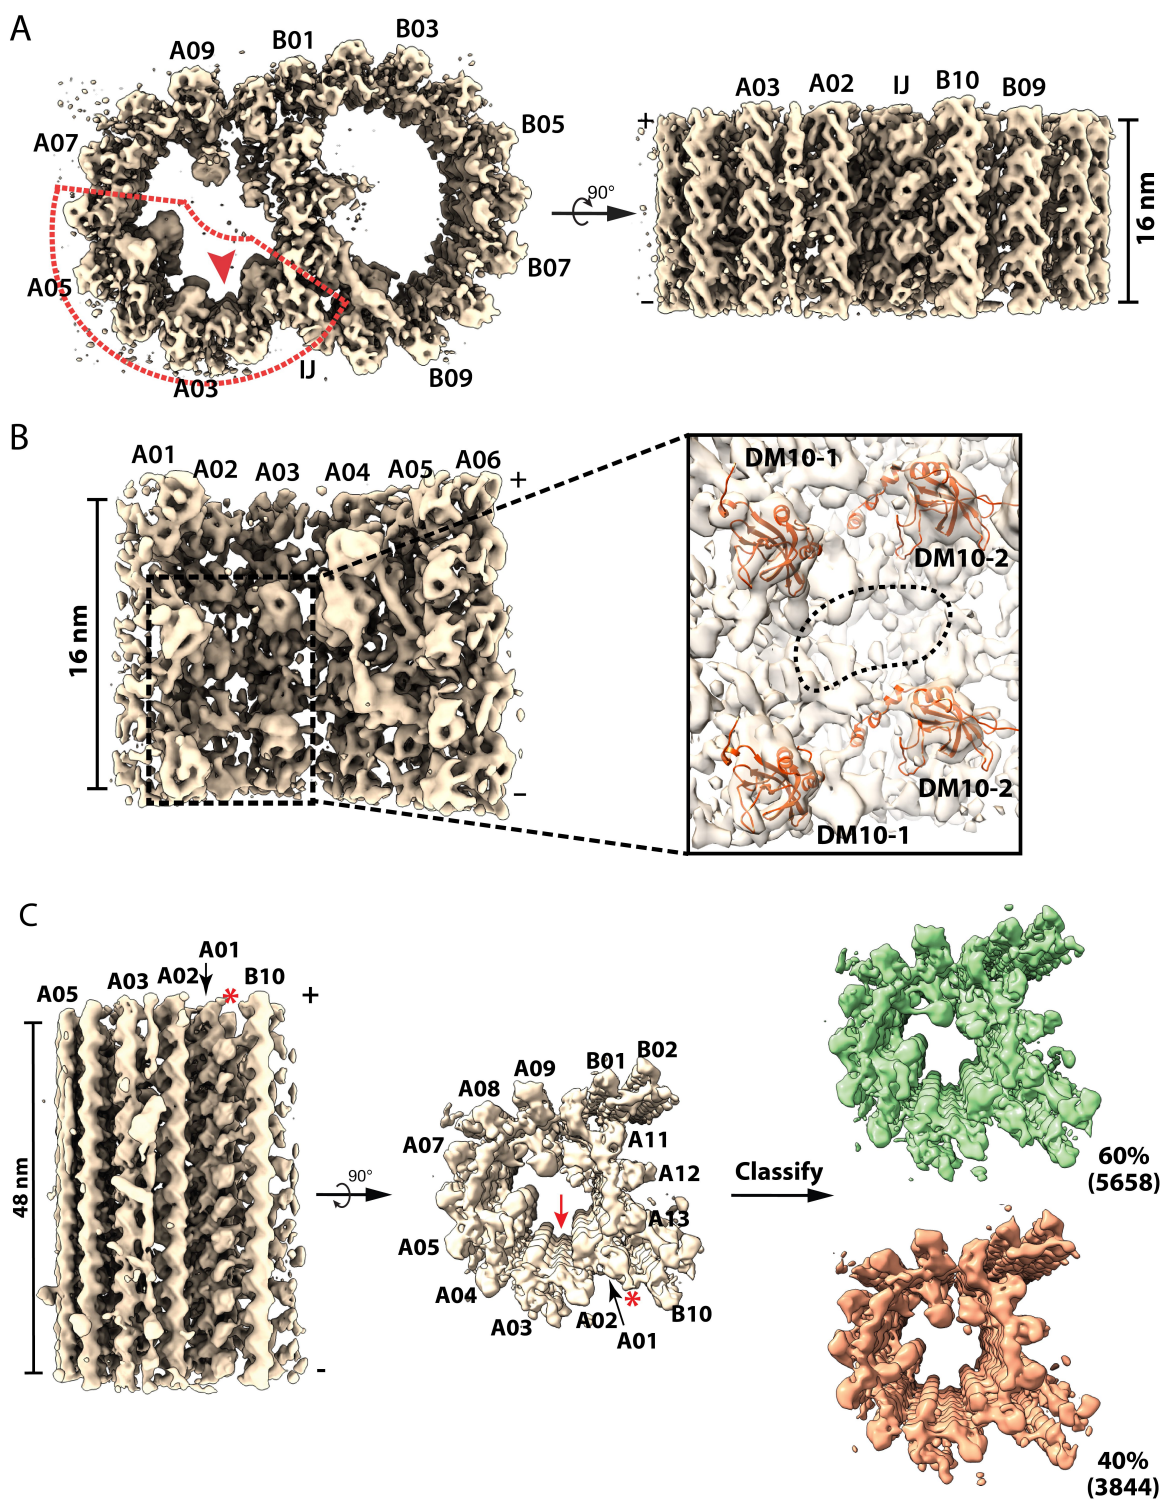 A
A09
B01
B03
B05
A07
A05
A03
IJ
B09
B07
90°
A03
A02
IJ
B10
B09
+
–
16 nm
B
A01
A02
A03
A04
A05
A06
+
–
16 nm
DM10-1
DM10-2
DM10-2
DM10-1
C
A01
A05
A03
A02
*
B10
+
-
48 nm
90°
B01
B02
A09
A08
A07
A11
A12
A13
A05
A04
A03
A02
*
A01
B10
Classify
60%
(5658)
40%
(3844)